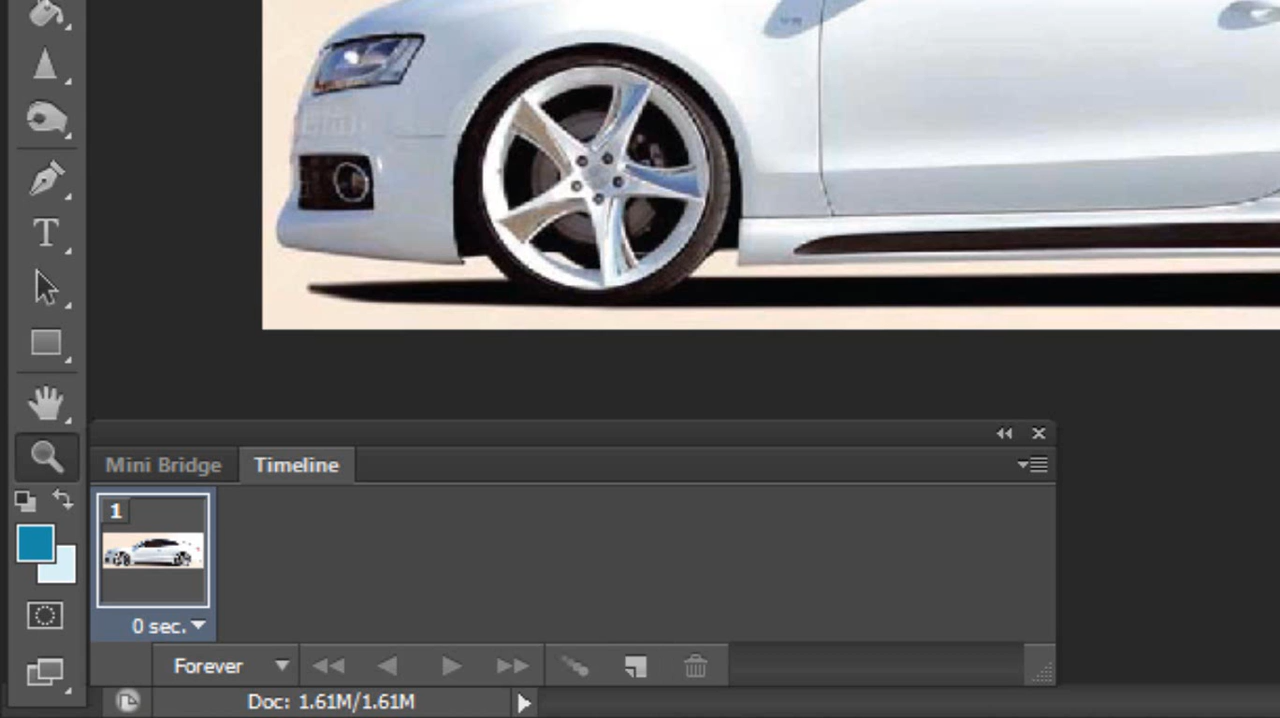 T
Mini Bridge
Timeline
1
0 sec.
Forever
Doc: 1.61M/1.61M